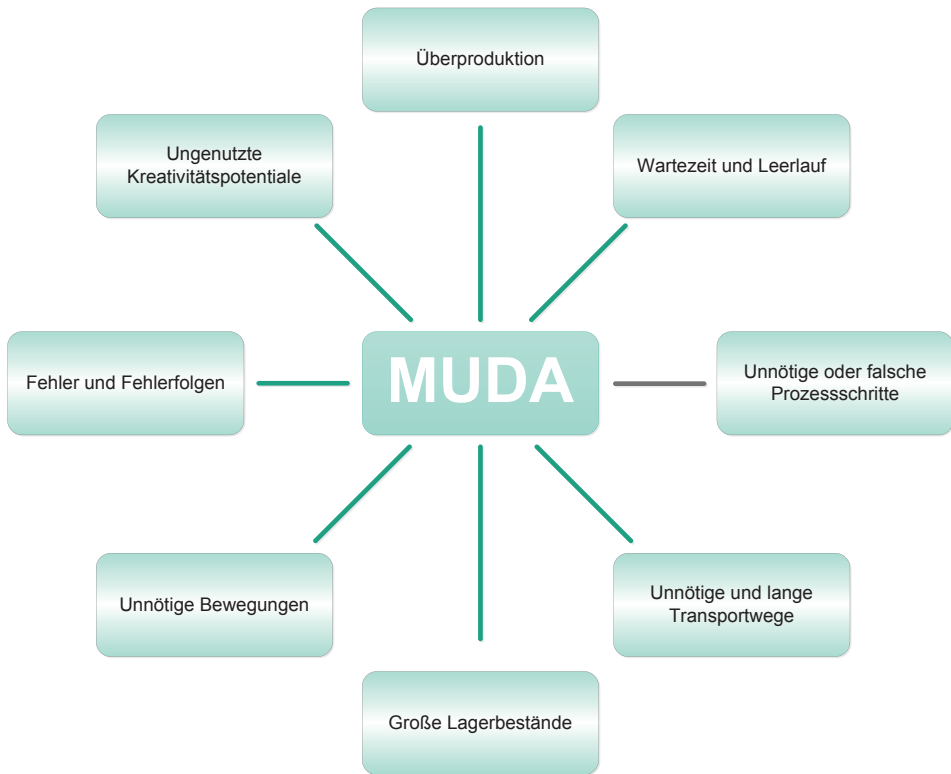 Überproduktion
Ungenutzte
Kreativitätspotentiale
Wartezeit und Leerlauf
Fehler und Fehlerfolgen
MUDA
Unnötige oder falsche
Prozessschritte
Unnötige Bewegungen
Unnötige und lange
Transportwege
Große Lagerbestände